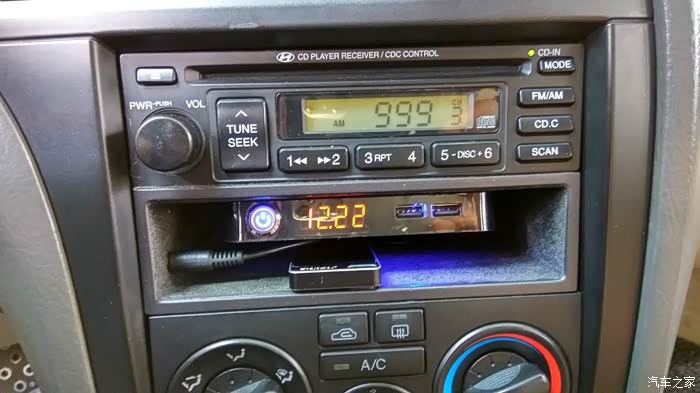 CD PLAYER RECEIVER / CDC CONTROL
CD-IN
MODE
PWR-PUSH VOL
TUNE
SEEK
AM 999 CH 3
FM/AM
CD.C
SCAN
1 2
3 RPT 4
5 - DISC + 6
12:22
A/C
汽车之家